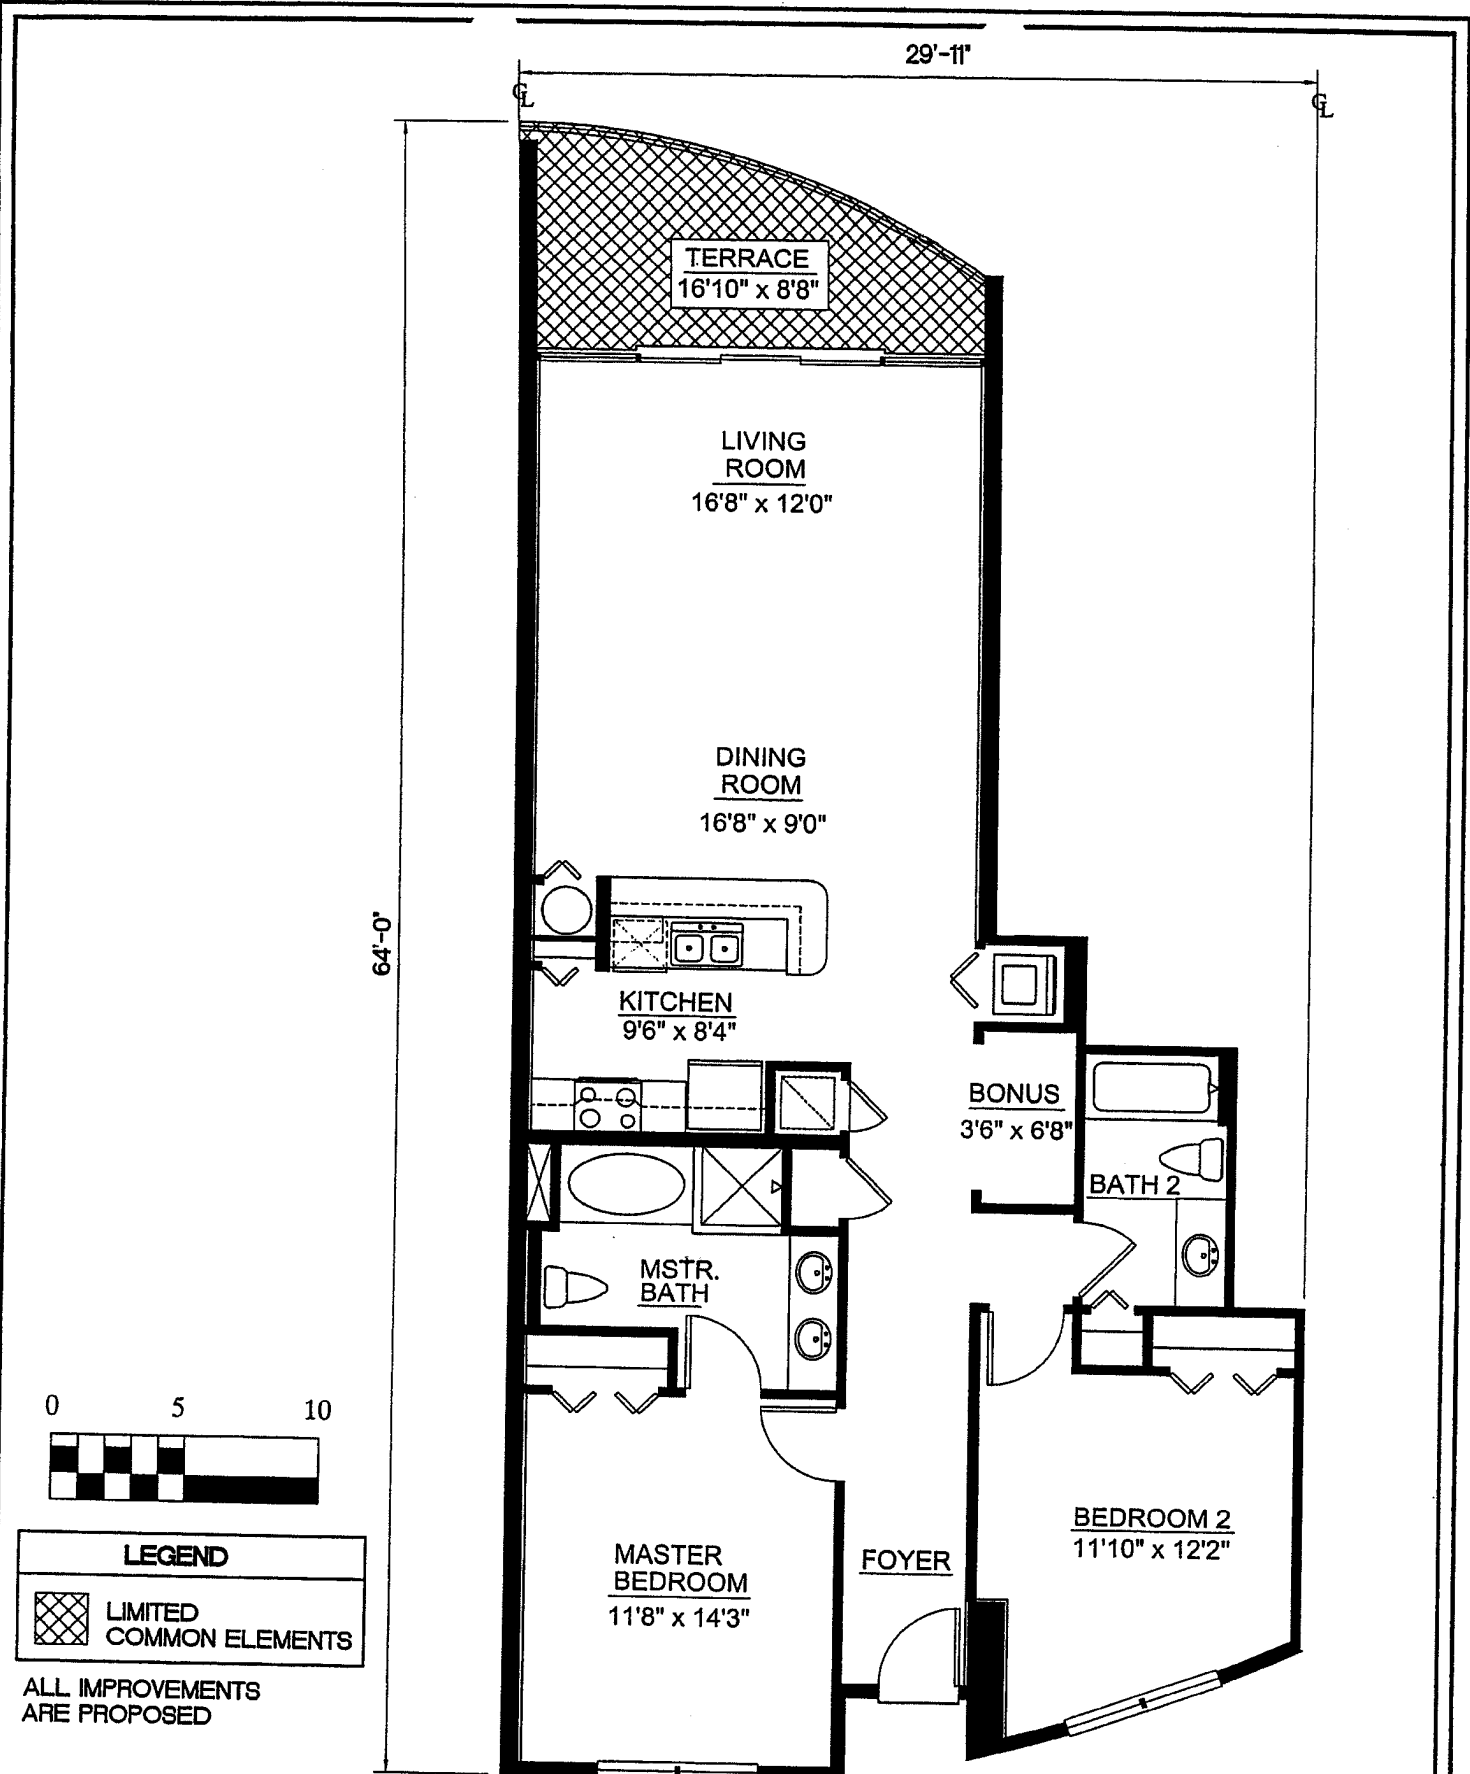 29'-11"
CL
CL
TERRACE
16'10" x 8'8"
LIVING
ROOM
16'8" x 12'0"
DINING
ROOM
16'8" x 9'0"
64'-0"
KITCHEN
9'6" x 8'4"
BONUS
3'6" x 6'8"
BATH 2
MSTR.
BATH
0 5 10
BEDROOM 2
11'10" x 12'2"
MASTER
BEDROOM
11'8" x 14'3"
FOYER
LEGEND
LIMITED
COMMON ELEMENTS
ALL IMPROVEMENTS
ARE PROPOSED